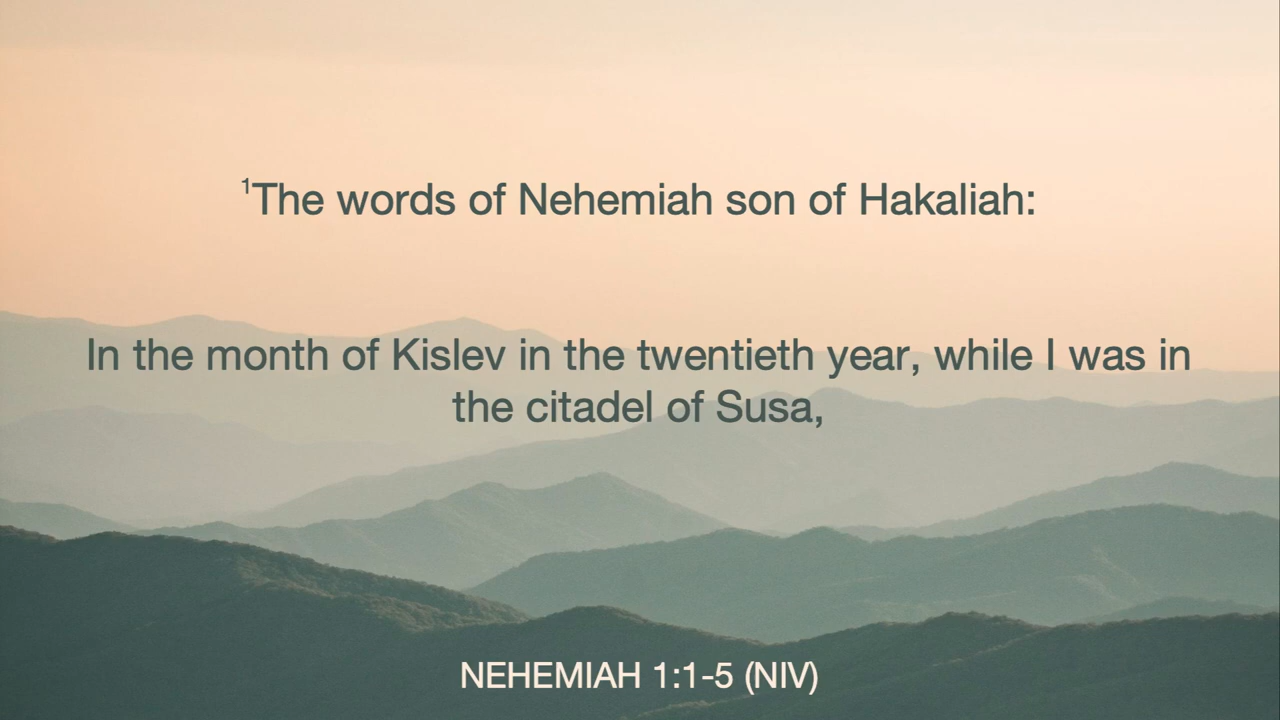 ¹The words of Nehemiah son of Hakaliah:
In the month of Kislev in the twentieth year, while I was in
the citadel of Susa,
NEHEMIAH 1:1-5 (NIV)